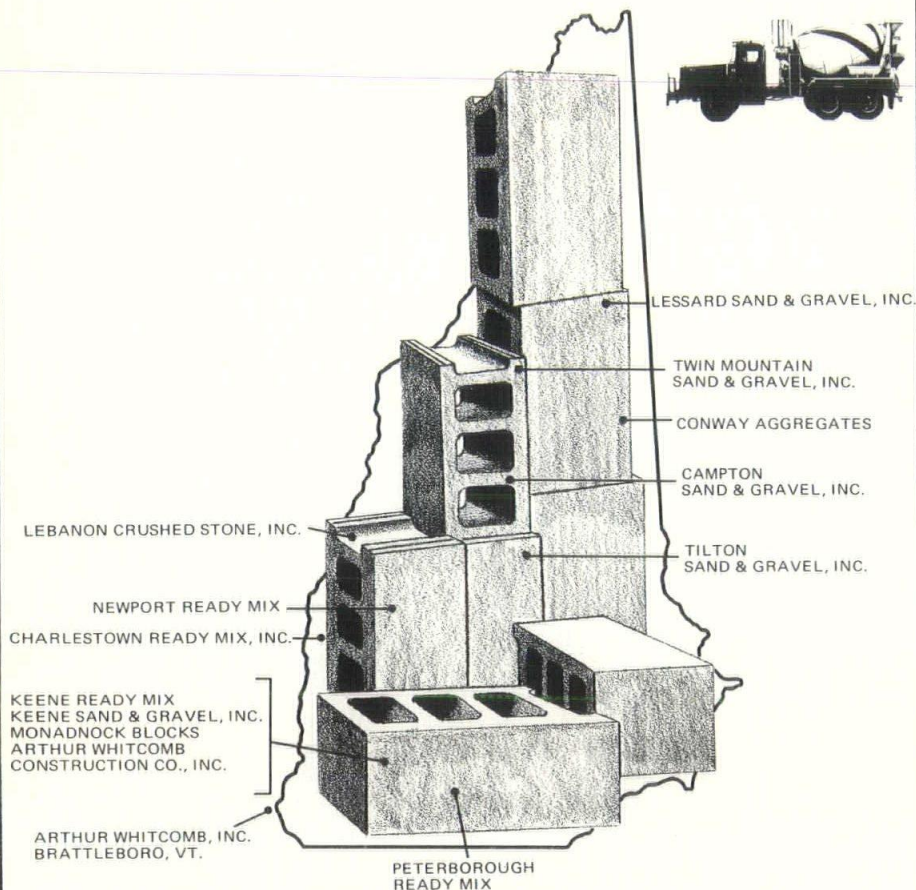 LESSARD SAND & GRAVEL, INC.
TWIN MOUNTAIN
SAND & GRAVEL, INC.
CONWAY AGGREGATES
CAMPTON
SAND & GRAVEL, INC.
LEBANON CRUSHED STONE, INC.
TILTON
SAND & GRAVEL, INC.
NEWPORT READY MIX
CHARLESTOWN READY MIX, INC.
KEENE READY MIX
KEENE SAND & GRAVEL, INC.
MONADNOCK BLOCKS
ARTHUR WHITCOMB
CONSTRUCTION CO., INC.
ARTHUR WHITCOMB, INC.
BRATTLEBORO, VT.
PETERBOROUGH
READY MIX